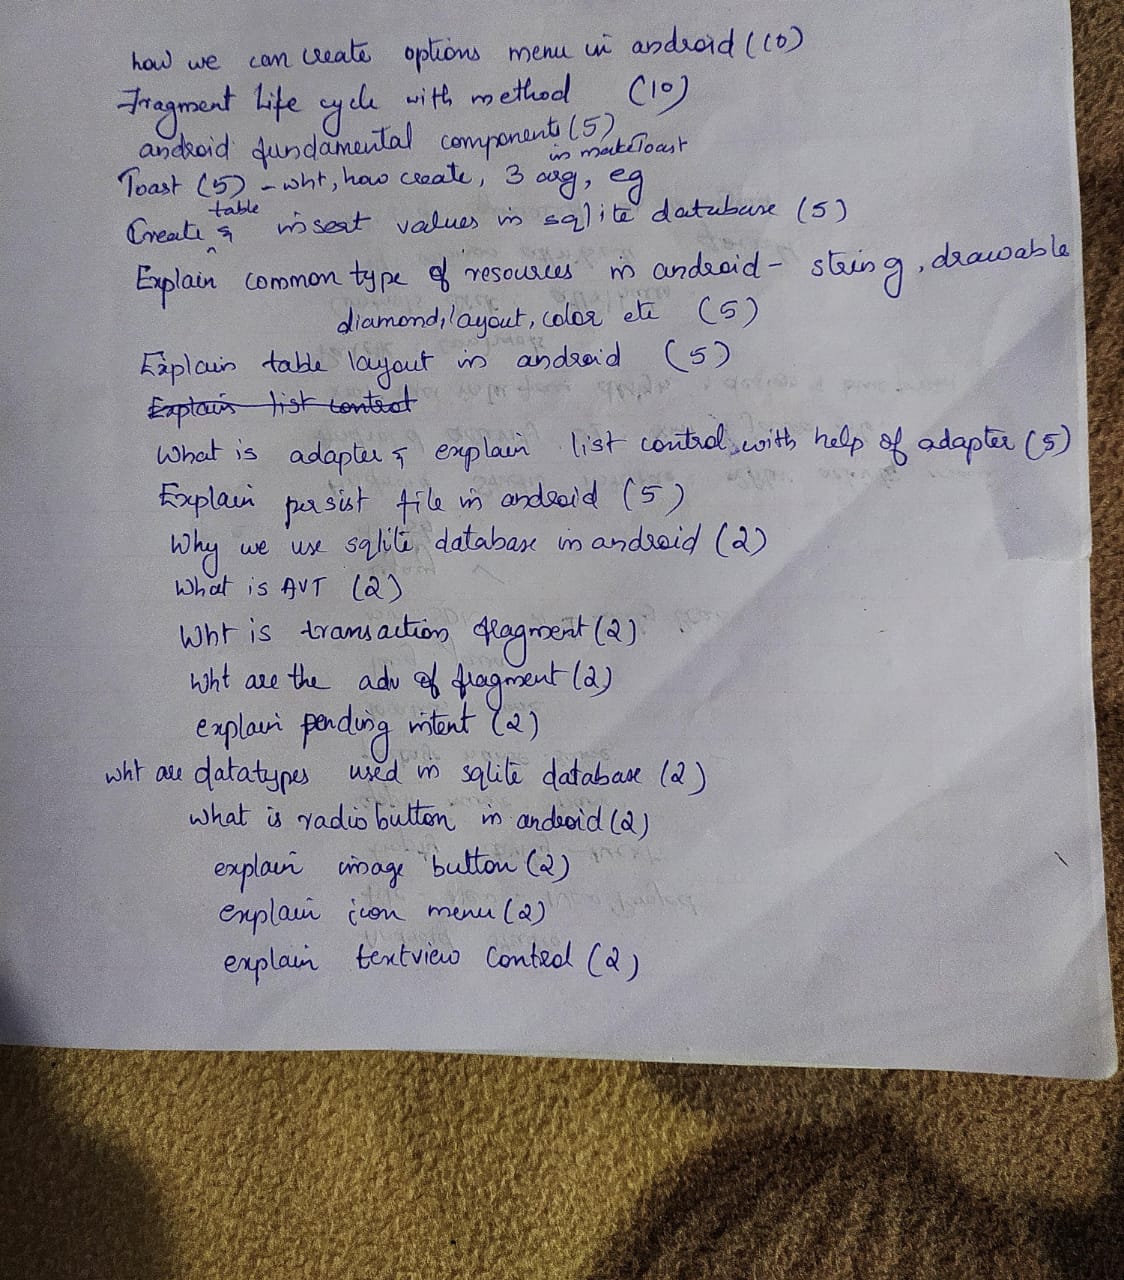 how we can create options menu in android (10)
Fragment Life cycle with method (10)
android fundamental components (5)
in makeToast
Toast (5) - wht, how create, 3 arg, eg
table
Create & insert values in sqlite database (5)
Explain common type of resources in android - string, drawable
diamond, layout, color etc (5)
Explain table layout in android (5)
Explain list control
What is adapter & explain list control with help of adapter (5)
Explain persist file in android (5)
Why we use sqlite database in android (2)
What is AVT (2)
Wht is transaction fragment (2)
Wht are the adv of fragment (2)
explain pending intent (2)
wht are datatypes used in sqlite database (2)
what is radio button in android (2)
explain image button (2)
explain icon menu (2)
explain textview control (2)